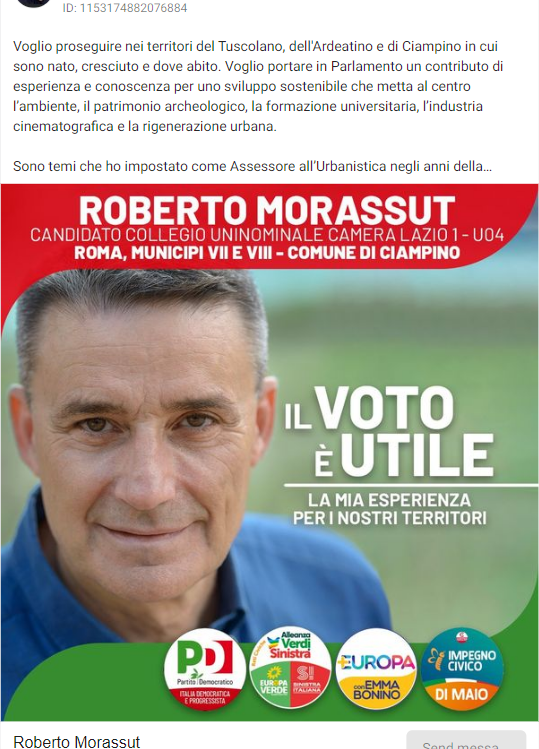 ID: 1153174882076884
Voglio proseguire nei territori del Tuscolano, dell'Ardeatino e di Ciampino in cui
sono nato, cresciuto e dove abito. Voglio portare in Parlamento un contributo di
esperienza e conoscenza per uno sviluppo sostenibile che metta al centro
l'ambiente, il patrimonio archeologico, la formazione universitaria, l'industria
cinematografica e la rigenerazione urbana.
Sono temi che ho impostato come Assessore all'Urbanistica negli anni della...
ROBERTO MORASSUT
CANDIDATO COLLEGIO UNINOMINALE CAMERA LAZIO 1 - U04
ROMA, MUNICIPI VII E VIII - COMUNE DI CIAMPINO
IL VOTO
È UTILE
LA MIA ESPERIENZA
PER I NOSTRI TERRITORI
PD
Partito Democratico
ITALIA DEMOCRATICA
E PROGRESSISTA
Alleanza
Verdi
Sinistra
EUROPA
VERDE
SI
SINISTRA
ITALIANA
+EUROPA
con EMMA
BONINO
IMPEGNO
CIVICO
DI MAIO
Roberto Morassut
Send messa